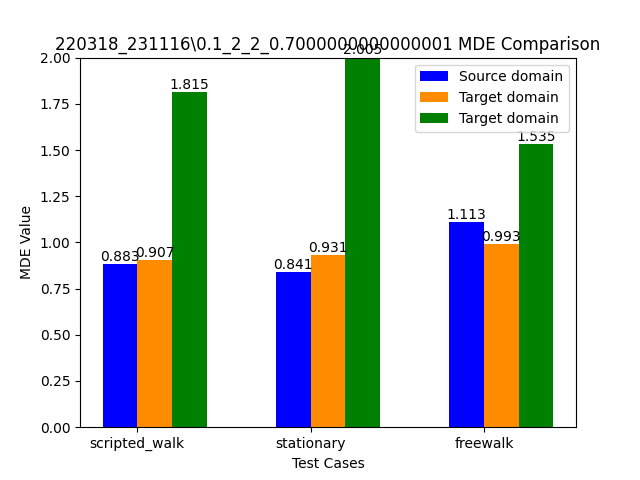 220318_231116\0.1_2_2_0.7000000000000001 MDE Comparison
2.005
2.00
1.75
1.50
1.25
1.00
0.75
0.50
0.25
0.00
MDE Value
Source domain
Target domain
Target domain
0.883
0.907
1.815
0.841
0.931
1.113
0.993
1.535
scripted_walk
stationary
freewalk
Test Cases